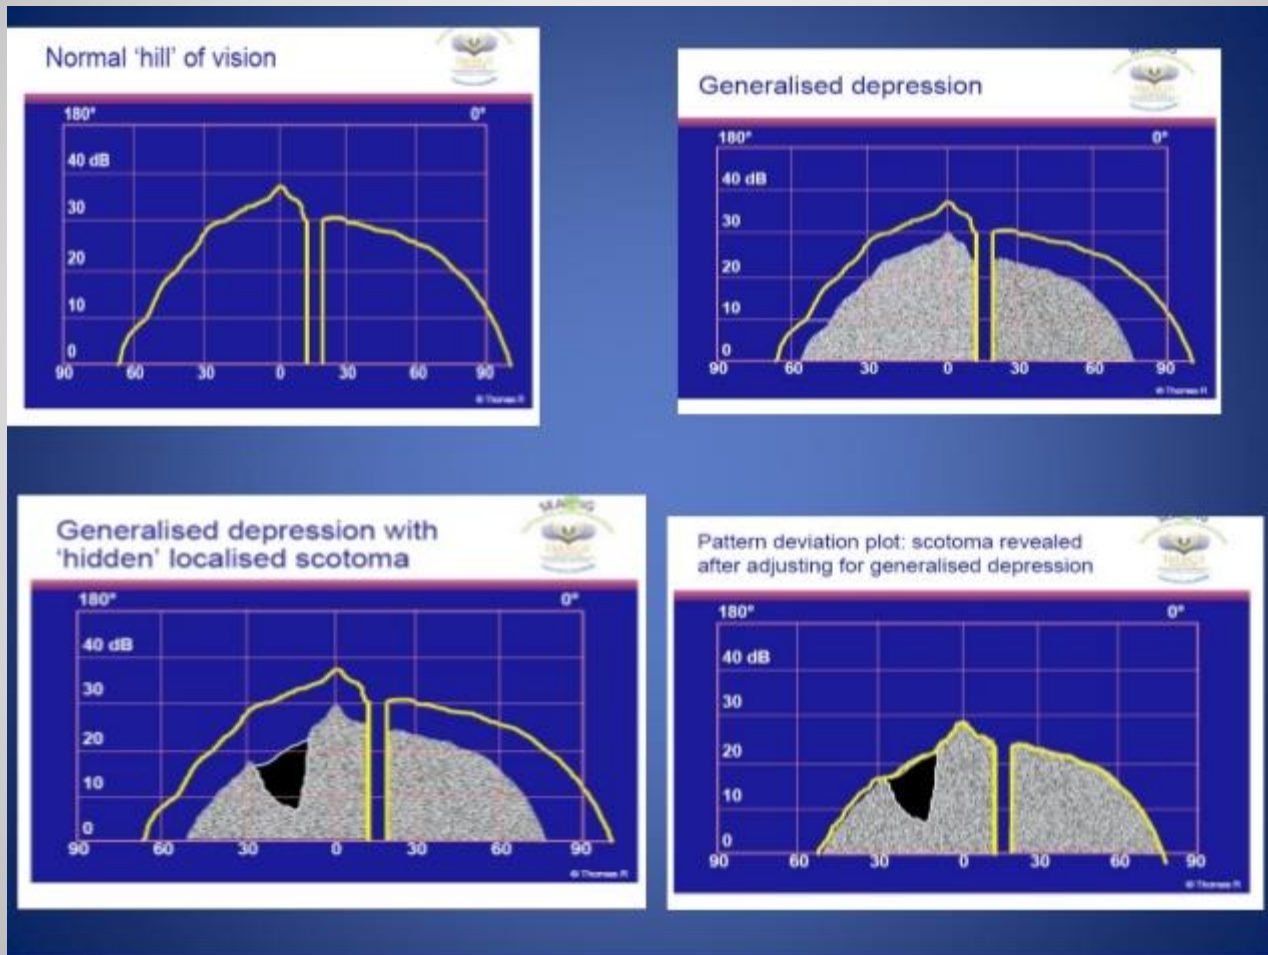 Normal ‘hill’ of vision
180° 0°
40 dB
30
20
10
0
90 60 30 0 30 60 90
© Thomas R
Generalised depression
180° 0°
40 dB
30
20
10
0
90 60 30 0 30 60 90
© Thomas R
Generalised depression with
‘hidden’ localised scotoma
180° 0°
40 dB
30
20
10
0
90 60 30 0 30 60 90
© Thomas R
Pattern deviation plot: scotoma revealed
after adjusting for generalised depression
180° 0°
40 dB
30
20
10
0
90 60 30 0 30 60 90
© Thomas R